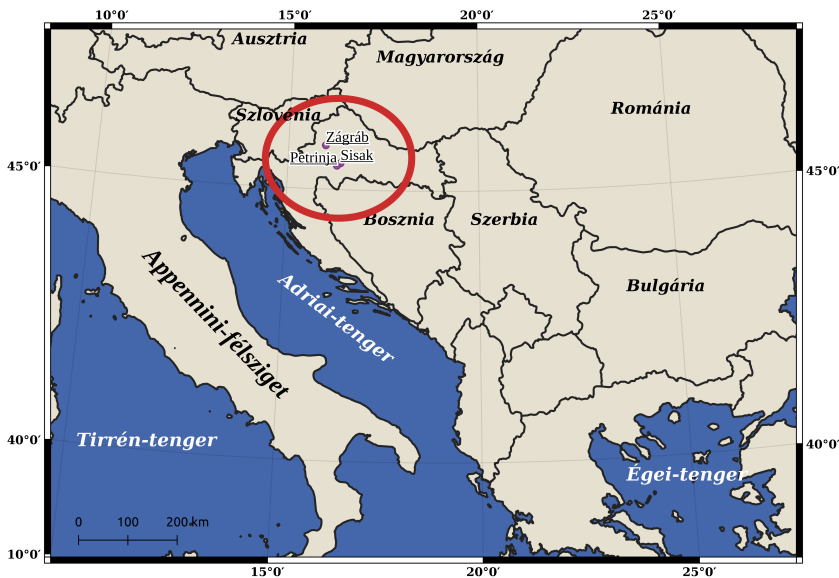 10°0′ 15°0′ 20°0′ 25°0′
Ausztria
Magyarország
Románia
Szlovénia
Zágráb
Petrinja Sisak
45°0′ 45°0′
Bosznia Szerbia
Bulgária
Appennini-félsziget
Adriai-tenger
Tirrén-tenger
40°0′ 40°0′
Égei-tenger
0 100 200 km
10°0′
15°0′ 20°0′ 25°0′